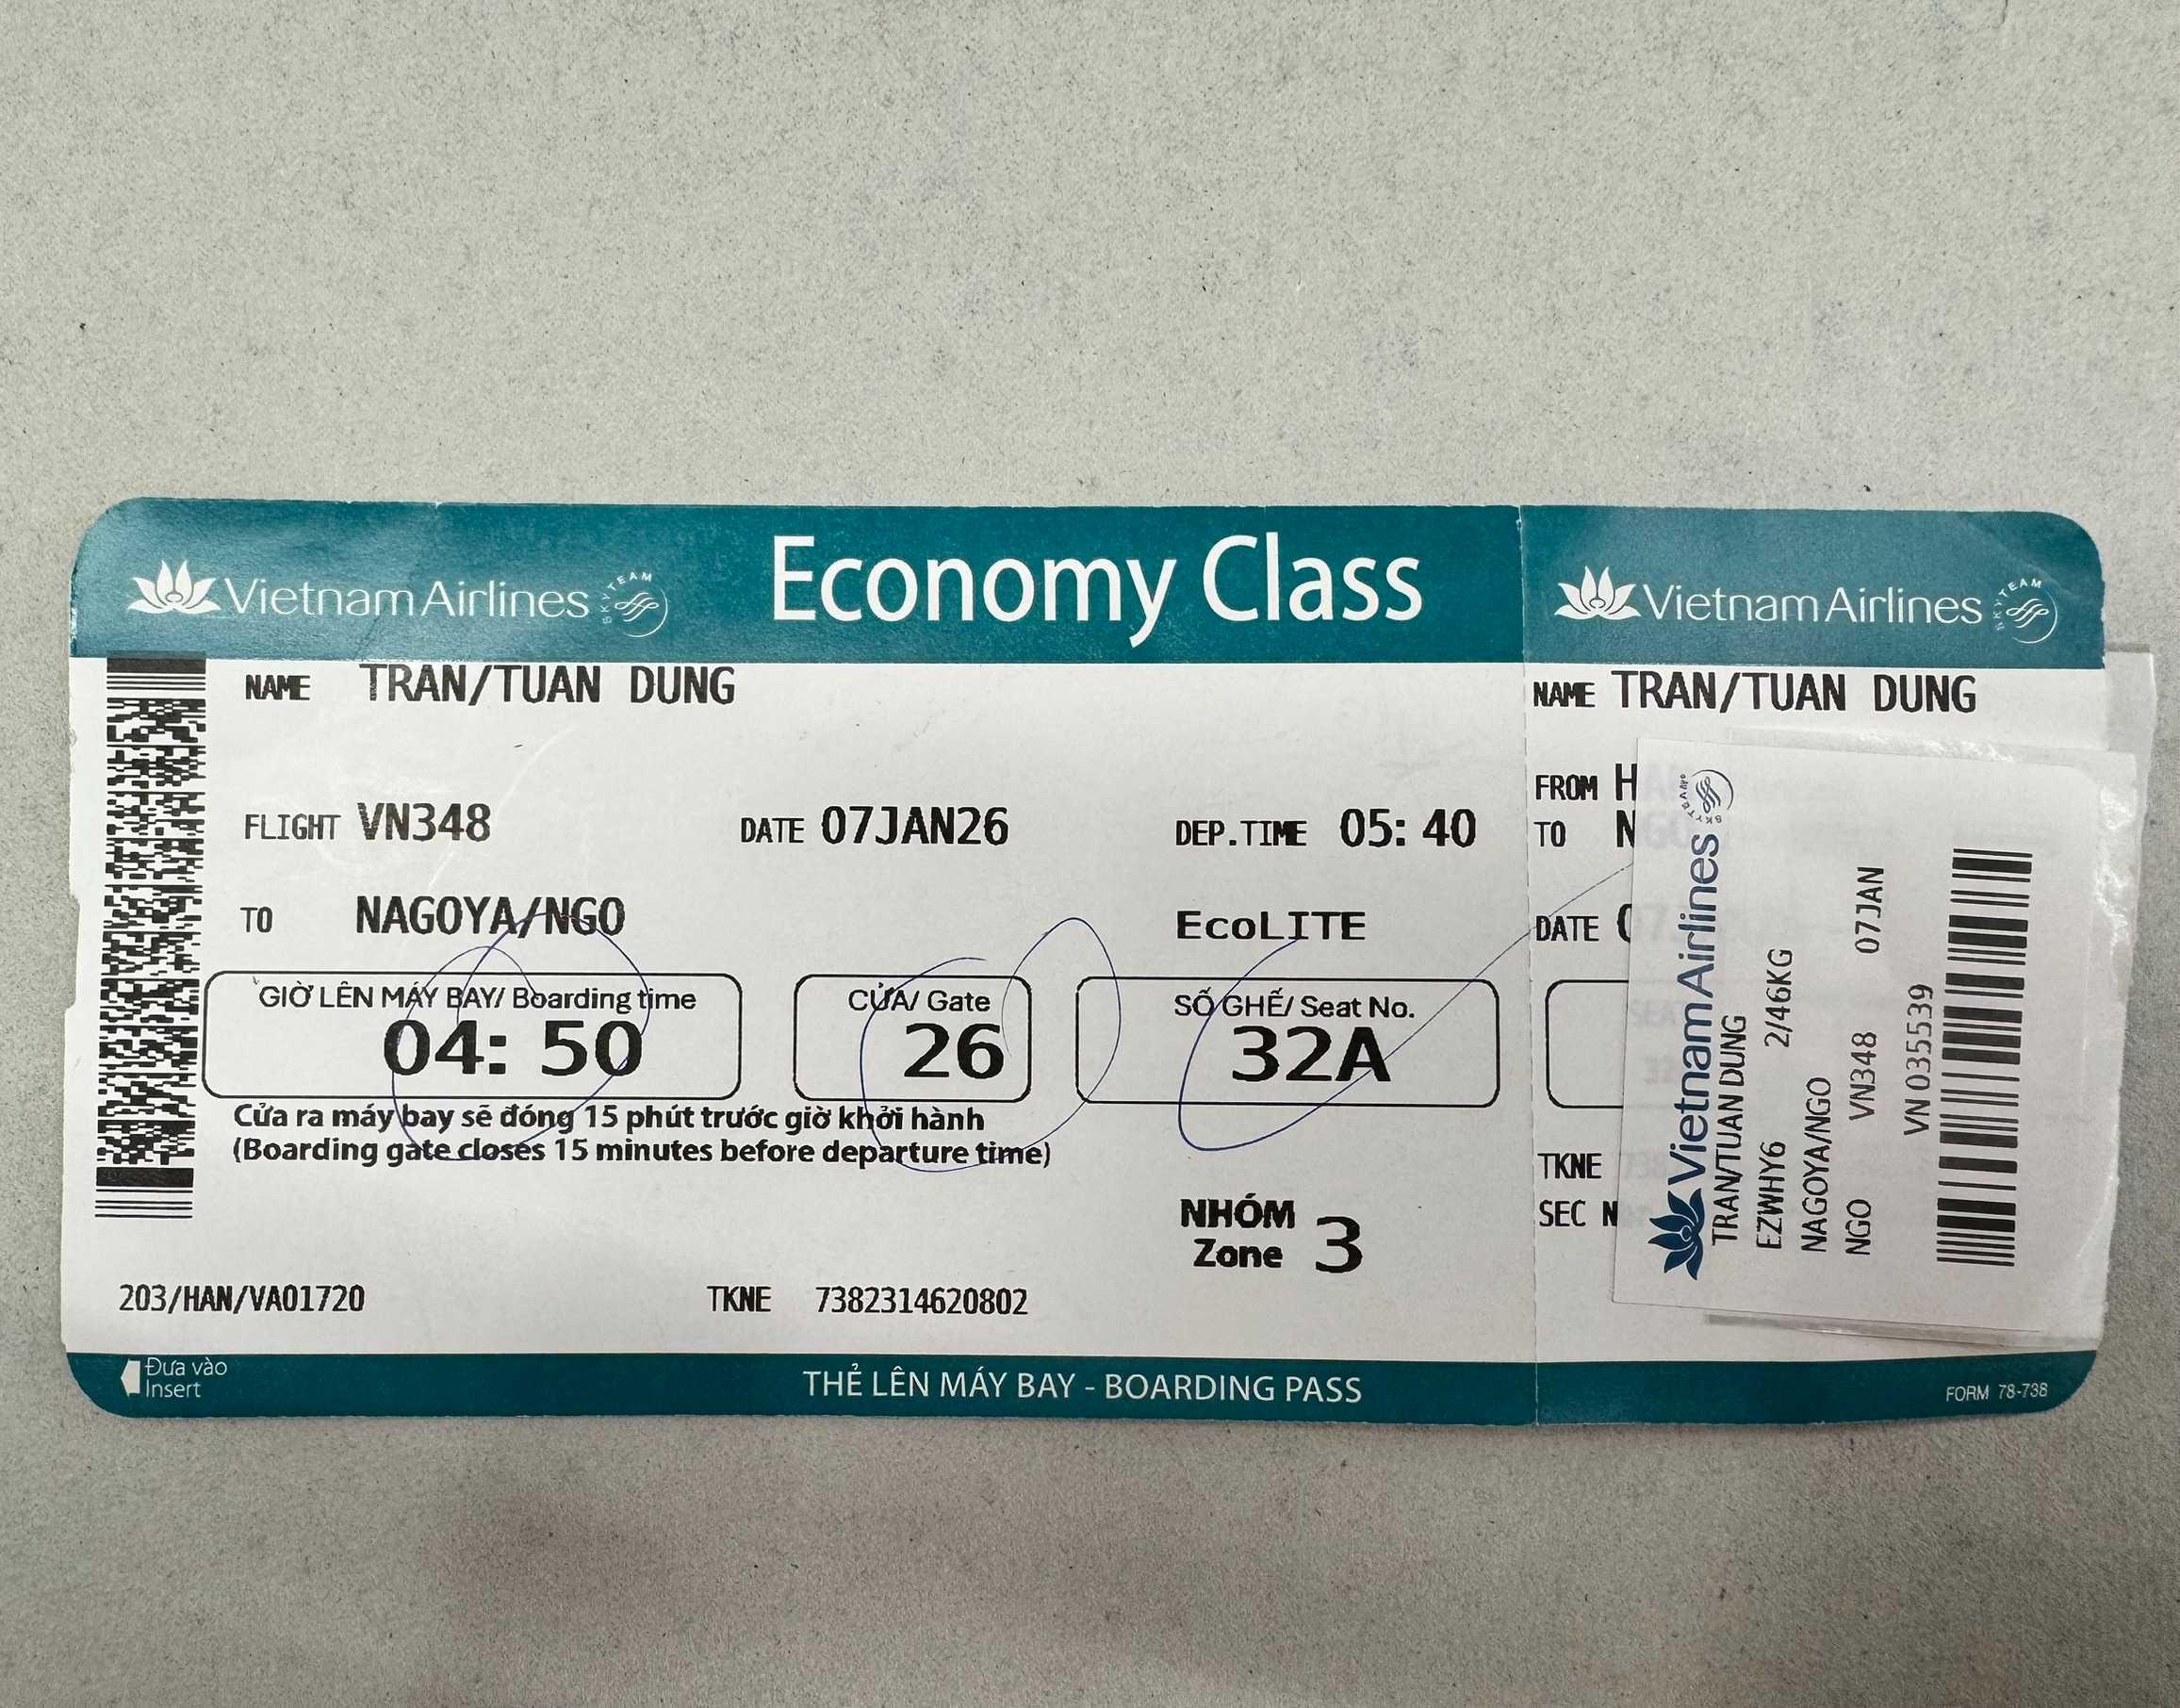 Economy Class
Vietnam Airlines SKYTEAM
NAME TRAN/TUAN DUNG
FLIGHT VN348 DATE 07JAN26 DEP.TIME 05:40
TO NAGOYA/NGO EcoLITE
GIỜ LÊN MÁY BAY/ Boarding time
04:50
CỬA/ Gate
26
SỐ GHẾ/ Seat No.
32A
Cửa ra máy bay sẽ đóng 15 phút trước giờ khởi hành
(Boarding gate closes 15 minutes before departure time)
NHÓM
Zone 3
203/HAN/VA01720 TKNE 7382314620802
Đưa vào
Insert
THẺ LÊN MÁY BAY - BOARDING PASS
Vietnam Airlines SKYTEAM
NAME TRAN/TUAN DUNG
FROM H
TO N
DATE 0
TKNE
SEC N
FORM 78-738
Vietnam Airlines SKYTEAM
TRAN/TUAN DUNG
EZWHY6 2/46KG
NAGOYA/NGO
NGO VN348 07JAN
VN 035539